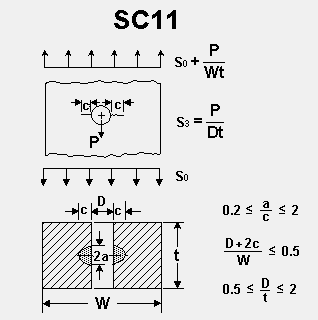 SC11
S0 + P/Wt
c c
P
S3 = P/Dt
S0
c D c
2a
t
W
0.2 ≤ a/c ≤ 2
D+2c/W ≤ 0.5
0.5 ≤ D/t ≤ 2